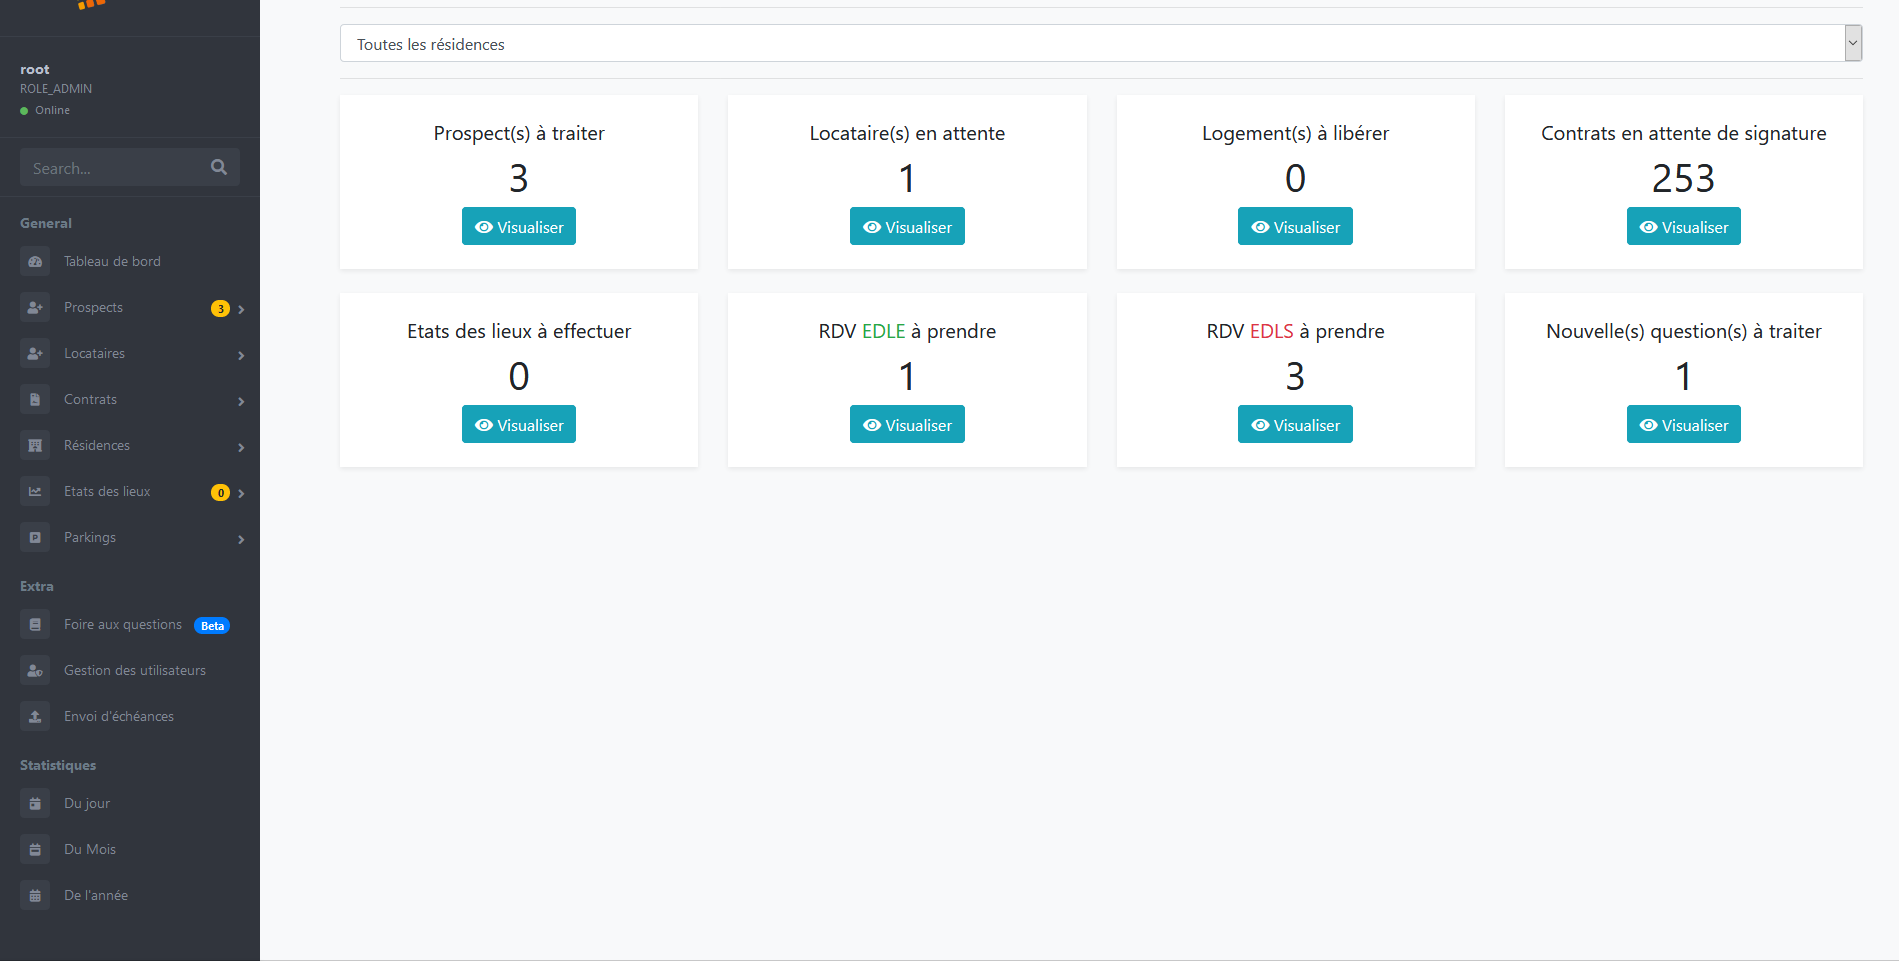 root
ROLE_ADMIN
Online
Search...
General
Tableau de bord
Prospects 3
Locataires
Contrats
Résidences
Etats des lieux 0
Parkings
Extra
Foire aux questions Beta
Gestion des utilisateurs
Envoi d'échéances
Statistiques
Du jour
Du Mois
De l'année
Toutes les résidences
Prospect(s) à traiter
3
Visualiser
Locataire(s) en attente
1
Visualiser
Logement(s) à libérer
0
Visualiser
Contrats en attente de signature
253
Visualiser
Etats des lieux à effectuer
0
Visualiser
RDV EDLE à prendre
1
Visualiser
RDV EDLS à prendre
3
Visualiser
Nouvelle(s) question(s) à traiter
1
Visualiser